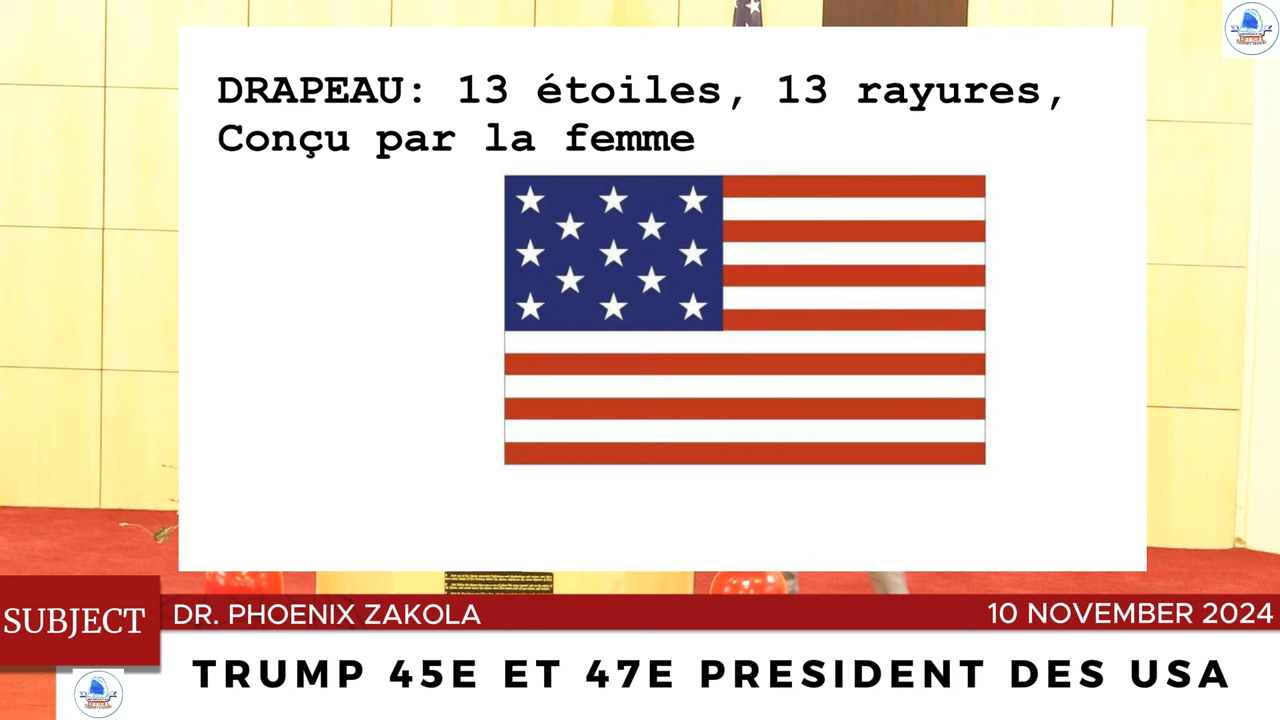 DRAPEAU: 13 étoiles, 13 rayures,
Conçu par la femme
SUBJECT
DR. PHOENIX ZAKOLA
10 NOVEMBER 2024
TRUMP 45E ET 47E PRESIDENT DES USA